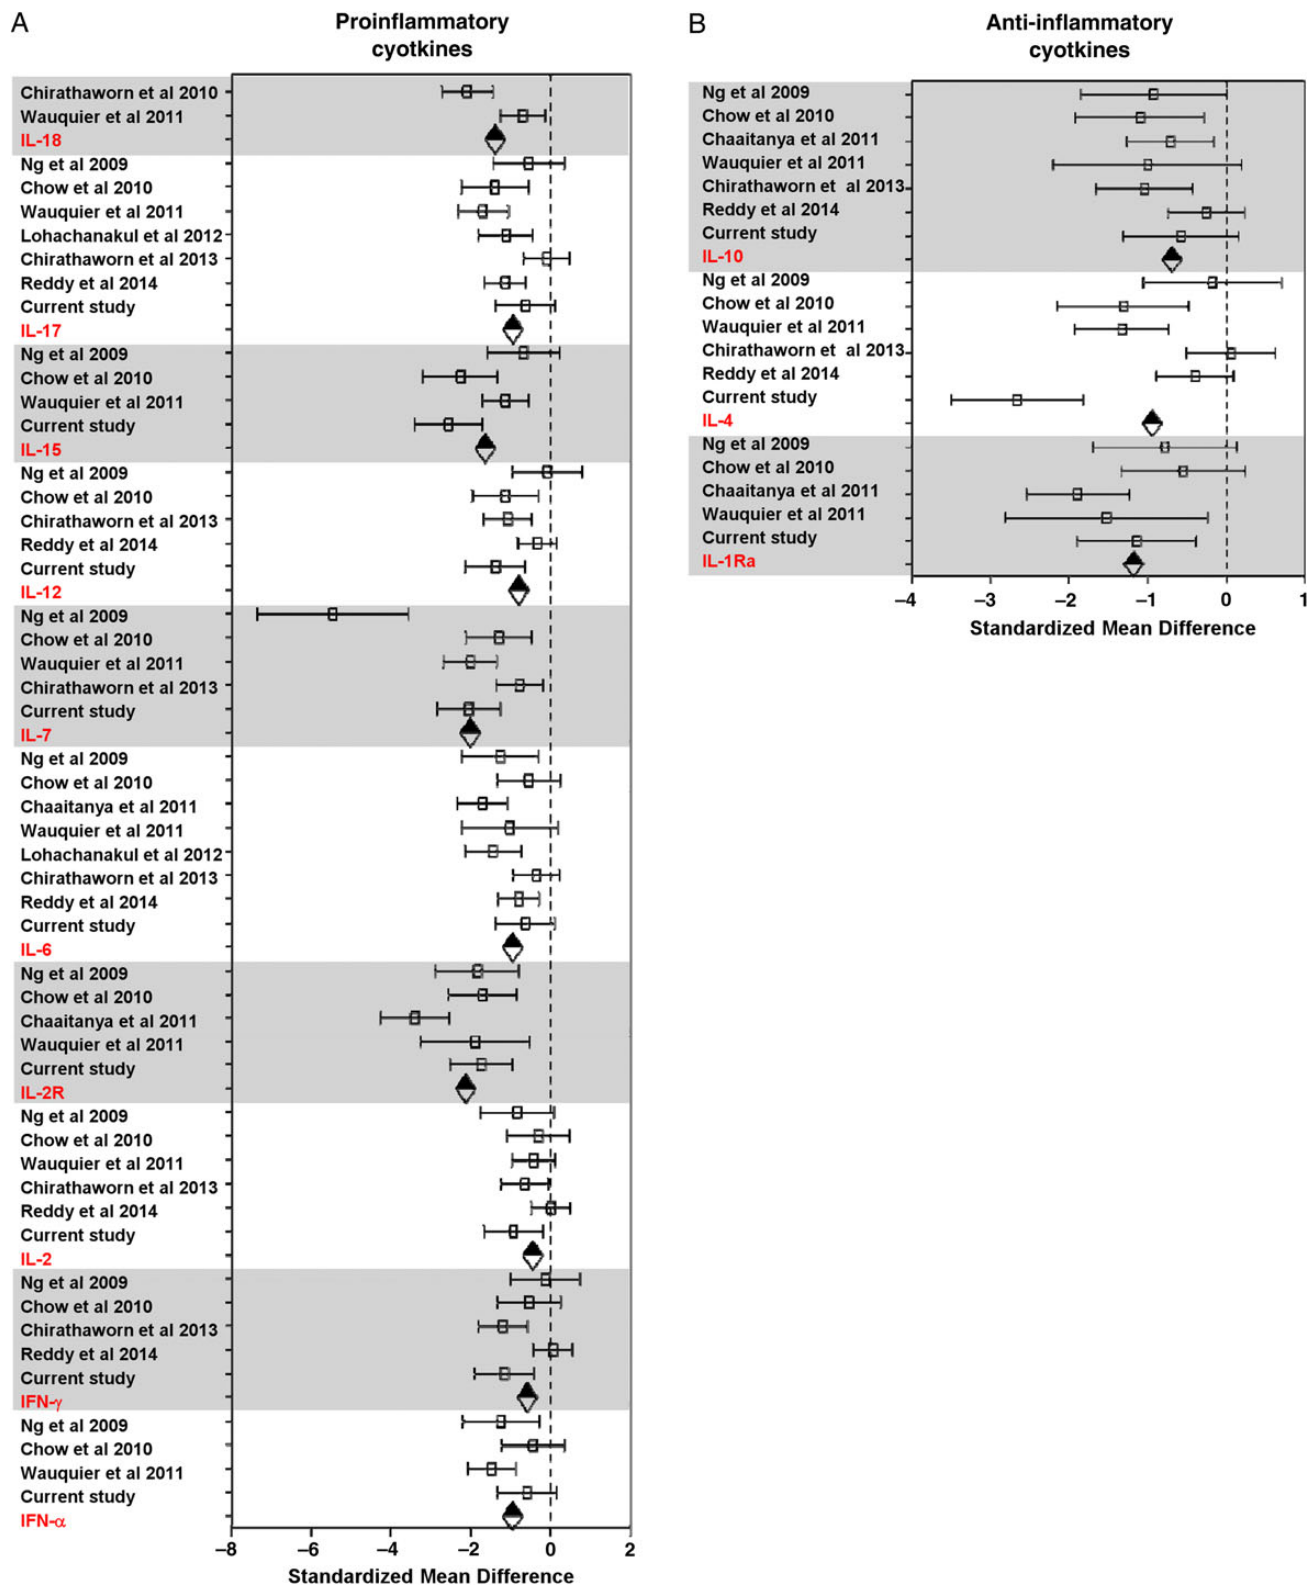 A
Proinflammatory
cyotkines
Chirathaworn et al 2010
Wauquier et al 2011
IL-18
Ng et al 2009
Chow et al 2010
Wauquier et al 2011
Lohachanakul et al 2012
Chirathaworn et al 2013
Reddy et al 2014
Current study
IL-17
Ng et al 2009
Chow et al 2010
Wauquier et al 2011
Current study
IL-15
Ng et al 2009
Chow et al 2010
Chirathaworn et al 2013
Reddy et al 2014
Current study
IL-12
Ng et al 2009
Chow et al 2010
Wauquier et al 2011
Chirathaworn et al 2013
Current study
IL-7
Ng et al 2009
Chow et al 2010
Chaaitanya et al 2011
Wauquier et al 2011
Lohachanakul et al 2012
Chirathaworn et al 2013
Reddy et al 2014
Current study
IL-6
Ng et al 2009
Chow et al 2010
Chaaitanya et al 2011
Wauquier et al 2011
Current study
IL-2R
Ng et al 2009
Chow et al 2010
Wauquier et al 2011
Chirathaworn et al 2013
Reddy et al 2014
Current study
IL-2
Ng et al 2009
Chow et al 2010
Chirathaworn et al 2013
Reddy et al 2014
Current study
IFN-γ
Ng et al 2009
Chow et al 2010
Wauquier et al 2011
Current study
IFN-α
−8 −6 −4 −2 0 2
Standardized Mean Difference
B
Anti-inflammatory
cyotkines
Ng et al 2009
Chow et al 2010
Chaaitanya et al 2011
Wauquier et al 2011
Chirathaworn et al 2013
Reddy et al 2014
Current study
IL-10
Ng et al 2009
Chow et al 2010
Wauquier et al 2011
Chirathaworn et al 2013
Reddy et al 2014
Current study
IL-4
Ng et al 2009
Chow et al 2010
Chaaitanya et al 2011
Wauquier et al 2011
Current study
IL-1Ra
−4 −3 −2 −1 0 1
Standardized Mean Difference